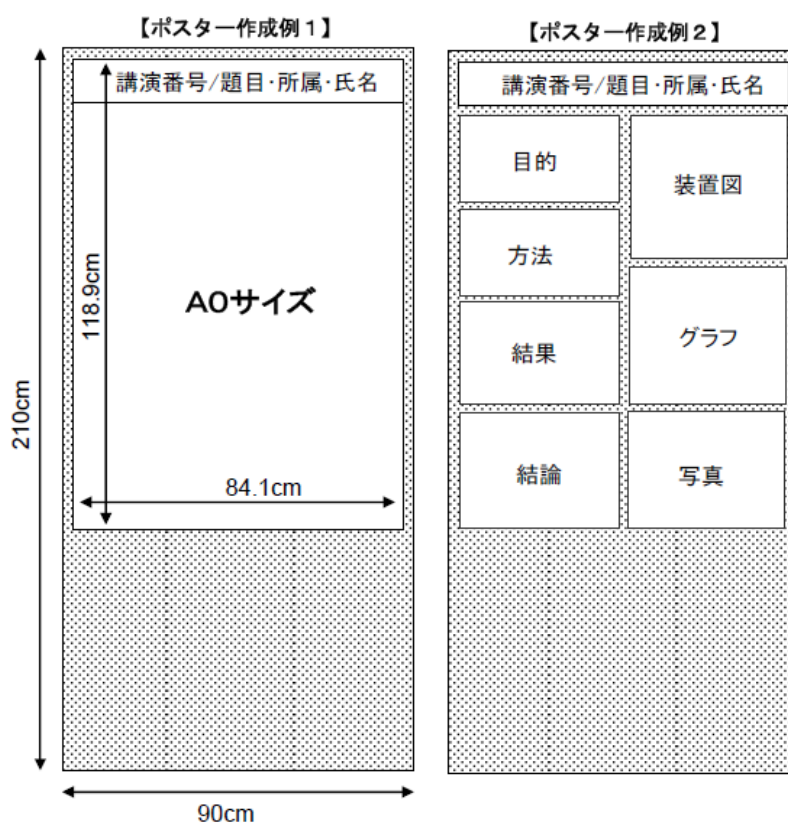 【ポスター作成例１】
講演番号/題目･所属･氏名
118.9cm
A0サイズ
84.1cm
210cm
90cm
【ポスター作成例２】
講演番号/題目･所属･氏名
目的
装置図
方法
グラフ
結果
結論
写真